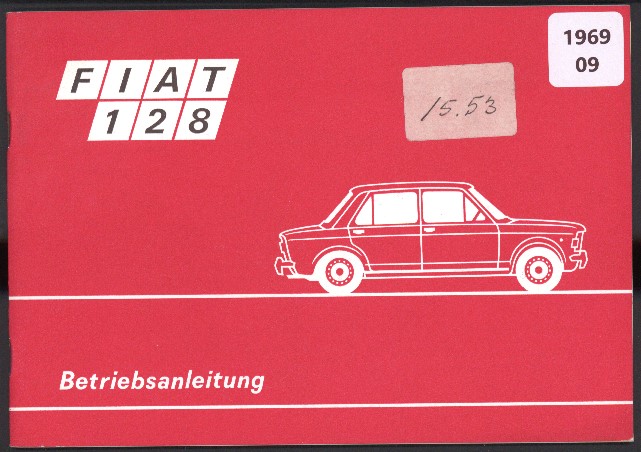 FIAT
128
15.53
1969
09
Betriebsanleitung